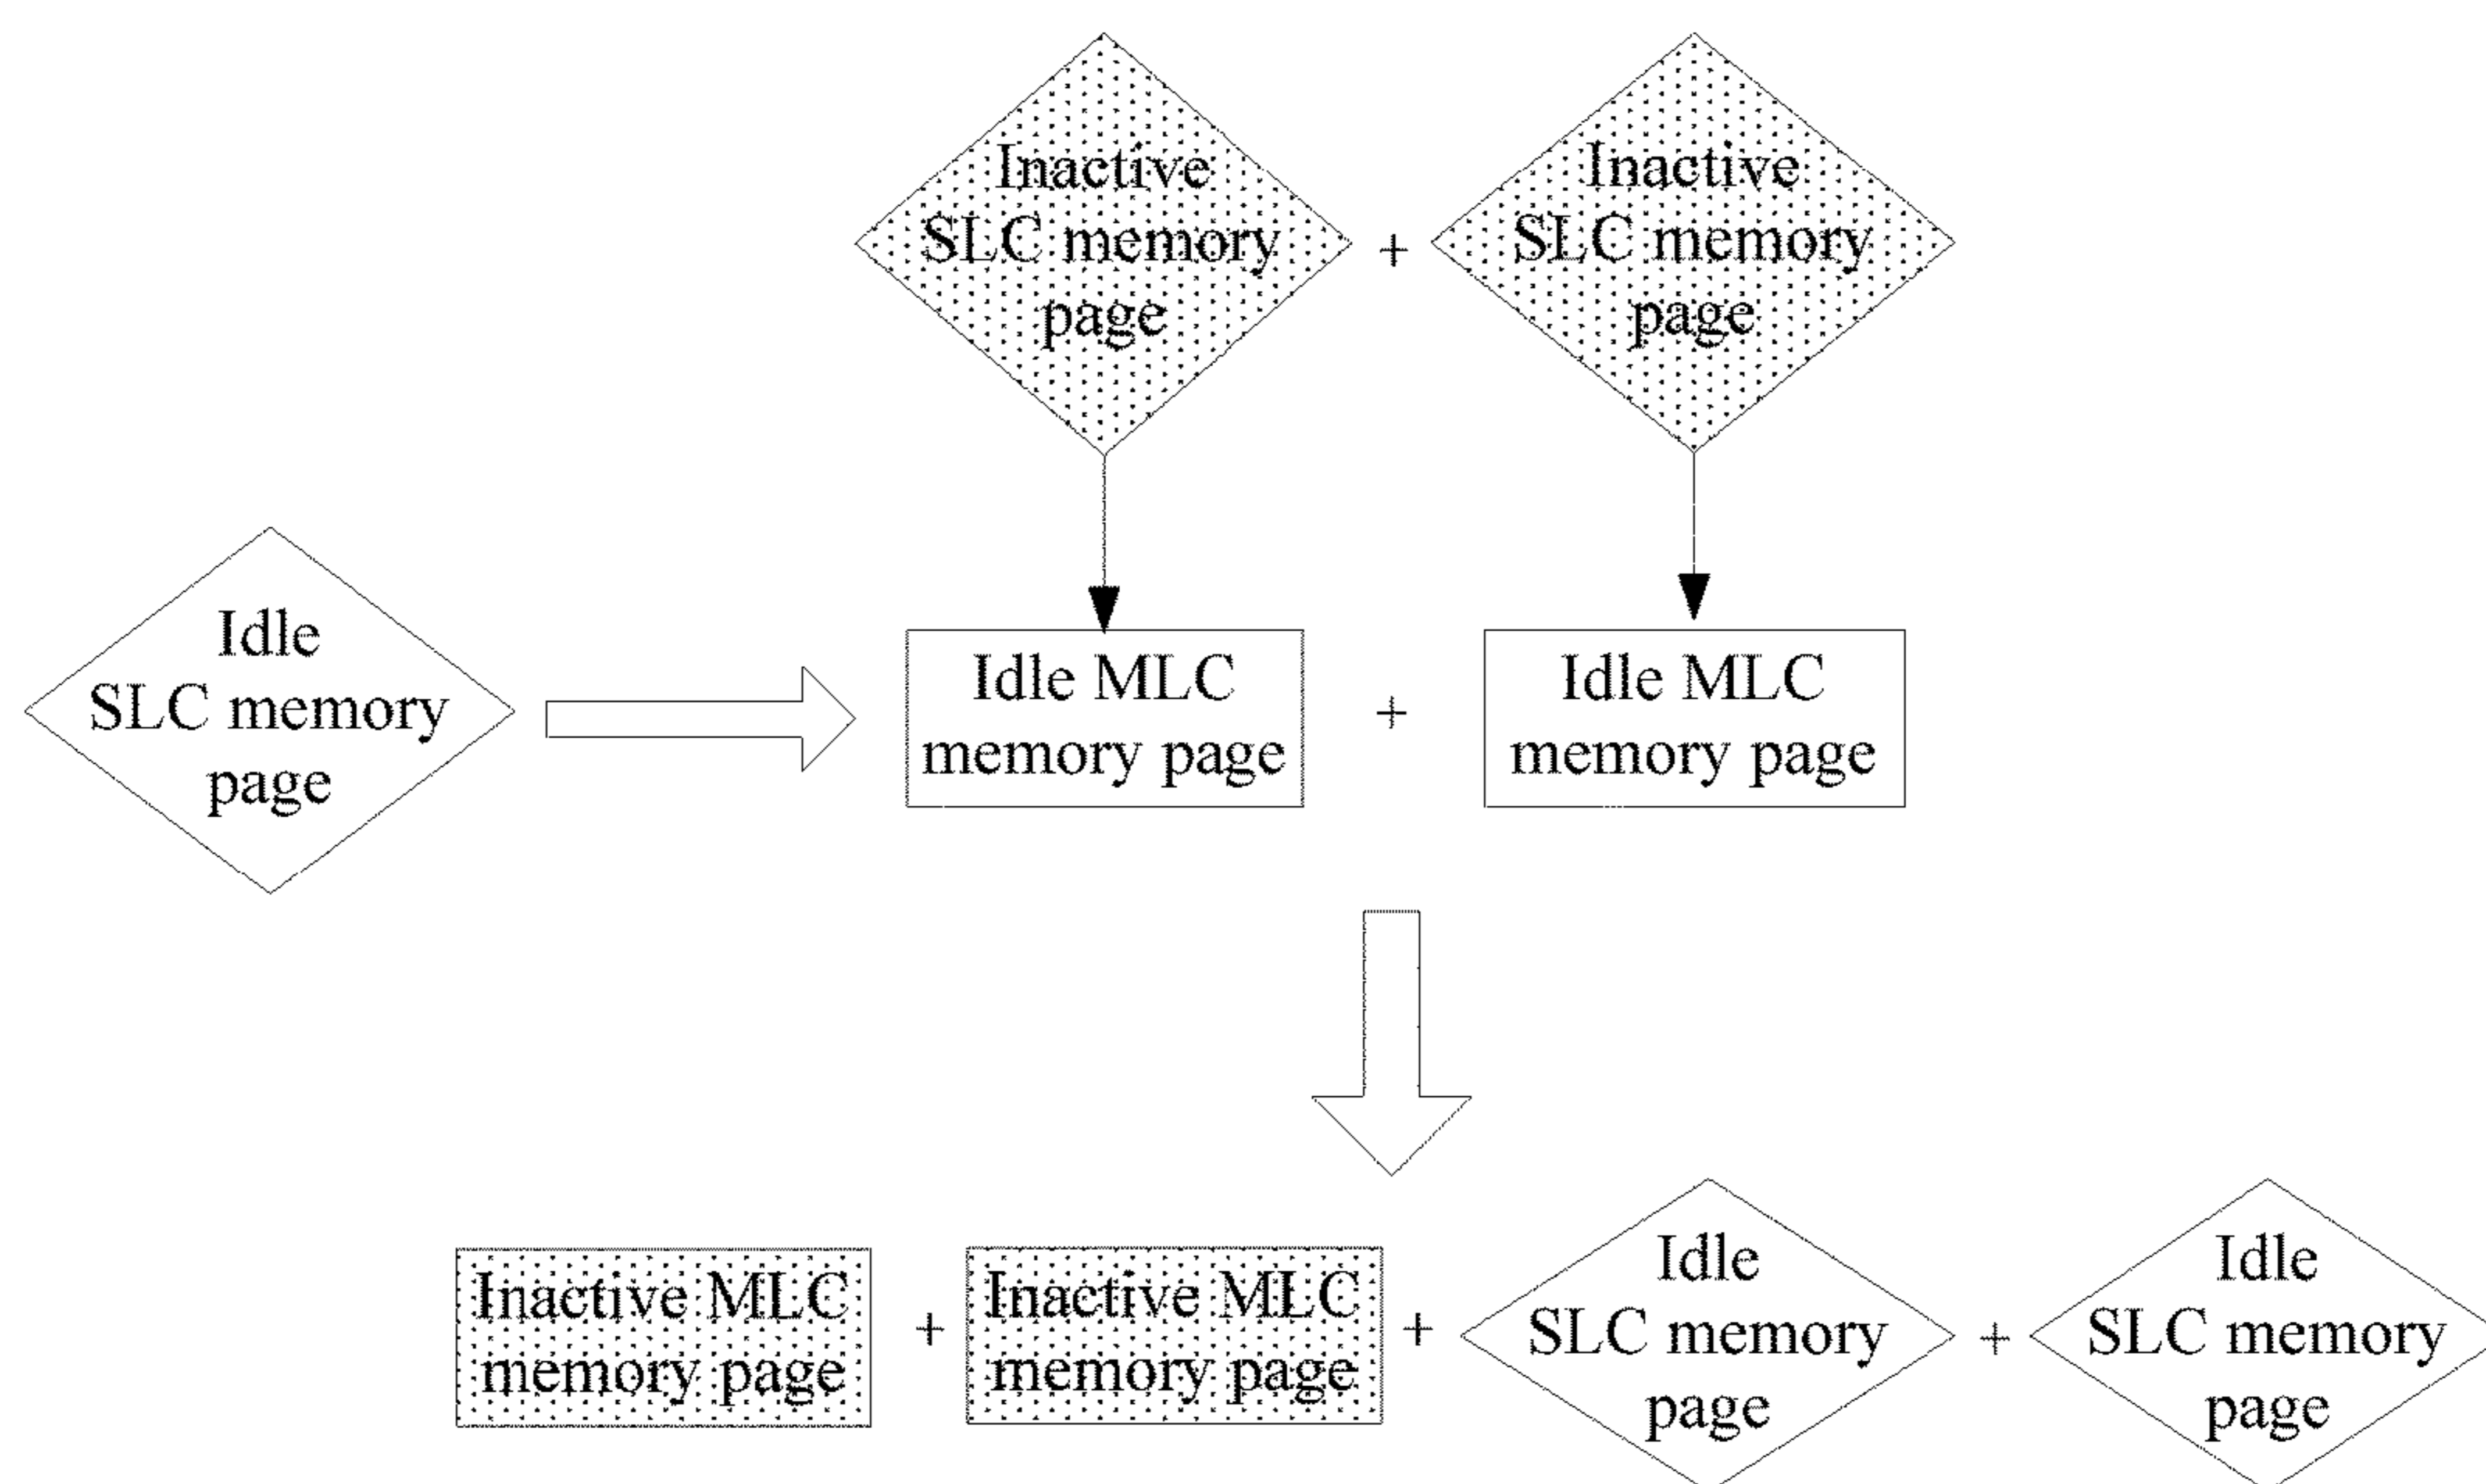 Inactive
SLC memory
page
+
Inactive
SLC memory
page
Idle
SLC memory
page
Idle MLC
memory page
+
Idle MLC
memory page
Inactive MLC
memory page
+
Inactive MLC
memory page
+
Idle
SLC memory
page
+
Idle
SLC memory
page